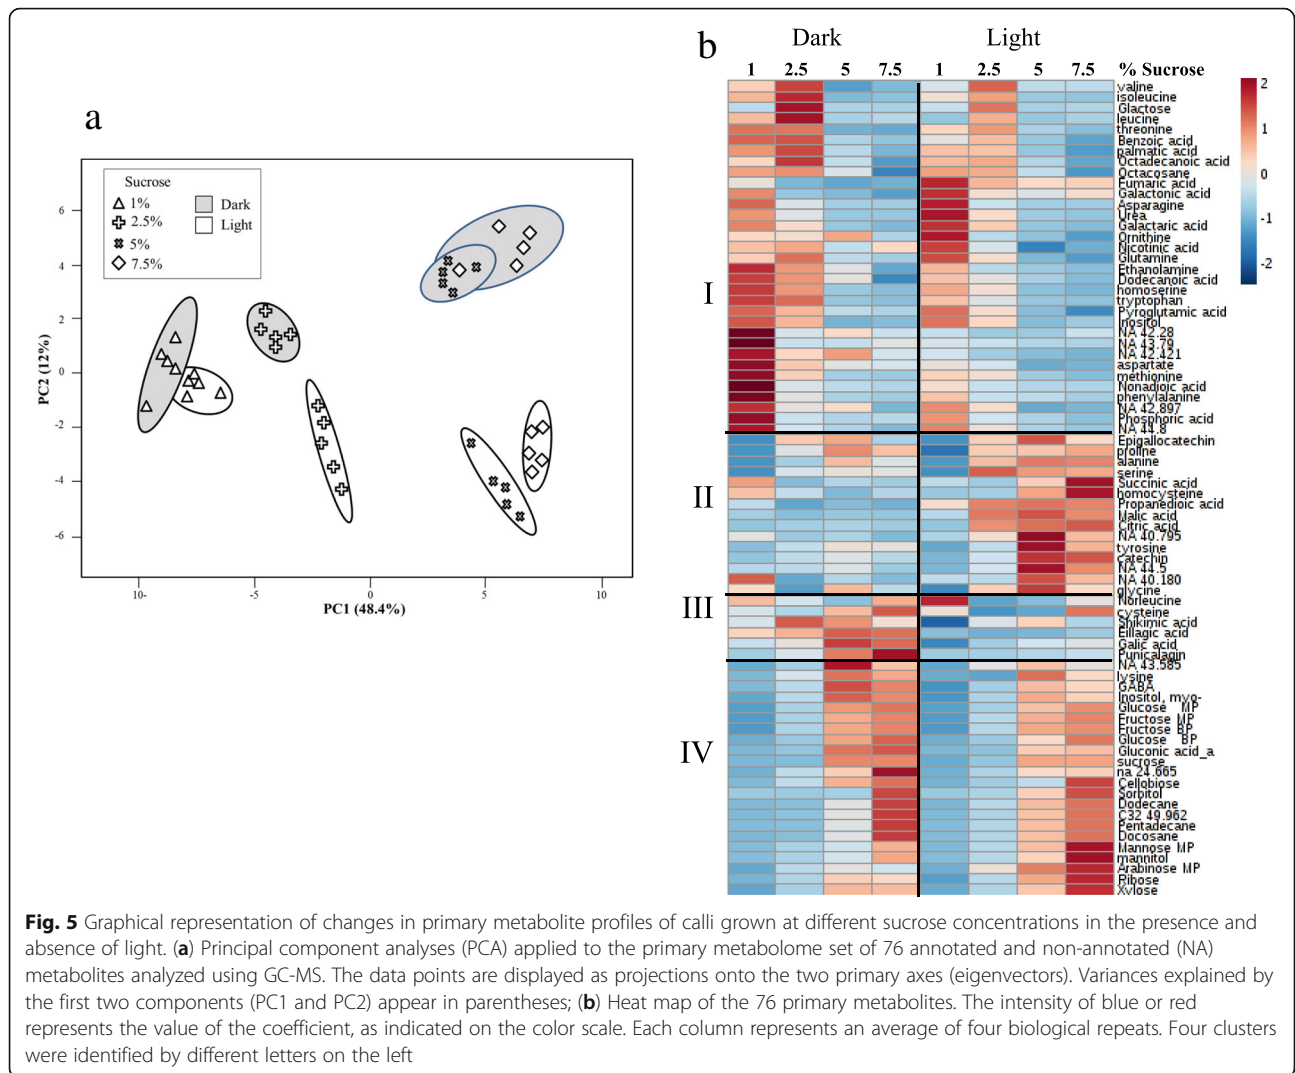 a
Sucrose
1%
2.5%
5%
7.5%
Dark
Light
6
4
2
0
-2
-4
-6
PC2 (12%)
10-
-5
0
5
10
PC1 (48.4%)
b
Dark
Light
1
2.5
5
7.5
1
2.5
5
7.5
% Sucrose
2
1
0
-1
-2
I
II
III
IV
valine
isoleucine
Glactose
leucine
threonine
Benzoic acid
palmatic acid
Octadecanoic acid
Octacosane
Fumaric acid
Galactonic acid
Asparagine
Urea
Galactaric acid
Ornithine
Nicotinic acid
Glutamine
Ethanolamine
Dodecanoic acid
homoserine
tryptophan
Pyroglutamic acid
Inositol
NA 42.28
NA 43.79
NA 42.421
aspartate
methionine
Nonadioic acid
phenylalanine
NA 42.897
Phosphoric acid
NA 44.8
Epigallocatechin
proline
alanine
serine
Succinic acid
homocysteine
Propanedioic acid
Malic acid
Citric acid
NA 40.795
tyrosine
catechin
NA 44.5
NA 40.180
glycine
Norleucine
cysteine
Shikimic acid
Eillagic acid
Galic acid
Punicalagin
NA 43.585
lysine
GABA
Inositol, myo-
Glucose MP
Fructose MP
Fructose BP
Glucose BP
Gluconic acid_a
sucrose
na 24.665
Cellobiose
Sorbitol
Dodecane
C32 49.962
Pentadecane
Docosane
Mannose MP
mannitol
Arabinose MP
Ribose
Xylose
Fig. 5 Graphical representation of changes in primary metabolite profiles of calli grown at different sucrose concentrations in the presence and
absence of light. (a) Principal component analyses (PCA) applied to the primary metabolome set of 76 annotated and non-annotated (NA)
metabolites analyzed using GC-MS. The data points are displayed as projections onto the two primary axes (eigenvectors). Variances explained by
the first two components (PC1 and PC2) appear in parentheses; (b) Heat map of the 76 primary metabolites. The intensity of blue or red
represents the value of the coefficient, as indicated on the color scale. Each column represents an average of four biological repeats. Four clusters
were identified by different letters on the left